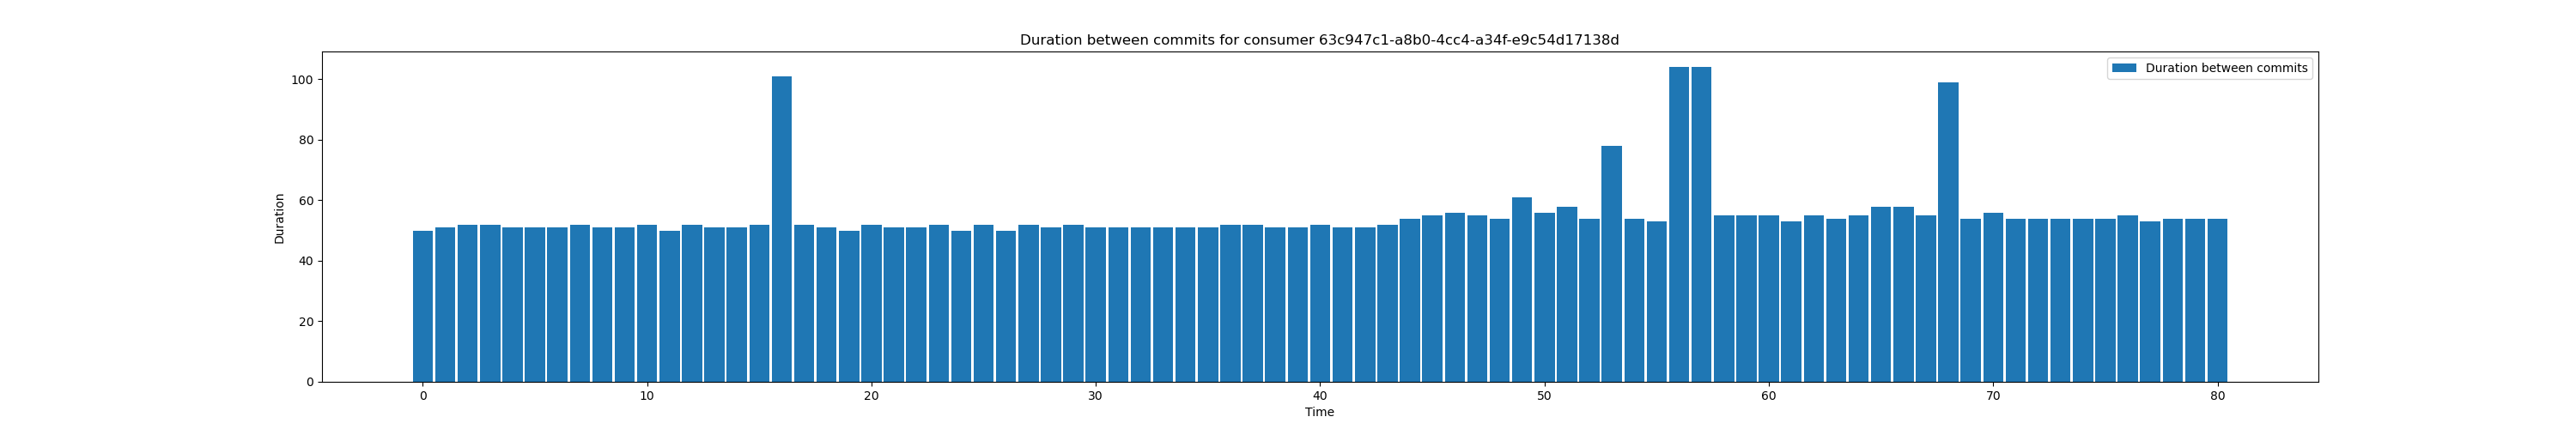 Duration between commits for consumer 63c947c1-a8b0-4cc4-a34f-e9c54d17138d
Duration between commits
100
80
60
40
20
0
Duration
0 10 20 30 40 50 60 70 80
Time